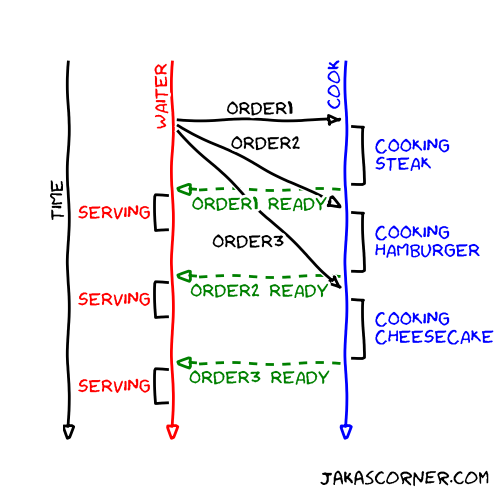 WAITER
COOK
ORDER1
ORDER2
COOKING
STEAK
TIME
SERVING
ORDER1 READY
COOKING
HAMBURGER
ORDER3
SERVING
ORDER2 READY
COOKING
CHEESECAKE
SERVING
ORDER3 READY
JAKASCORNER.COM